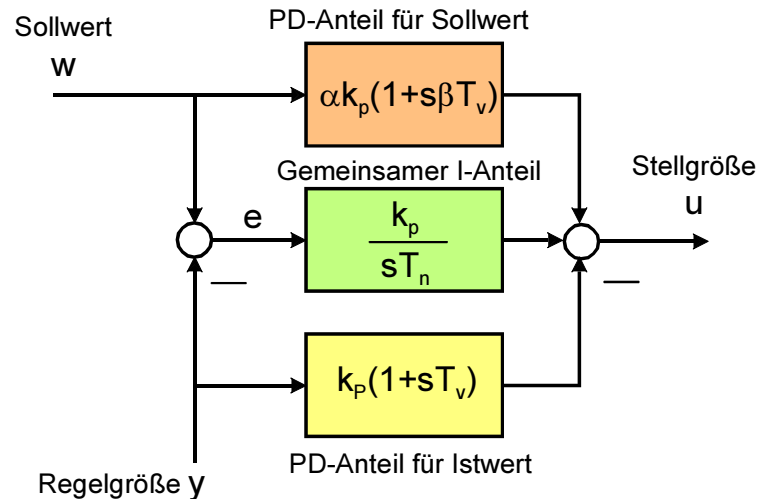 PD-Anteil für Sollwert
Sollwert
w
αkp(1+sβTv)
Gemeinsamer I-Anteil
Stellgröße
u
e
kp
sTn
kP(1+sTv)
PD-Anteil für Istwert
Regelgröße y